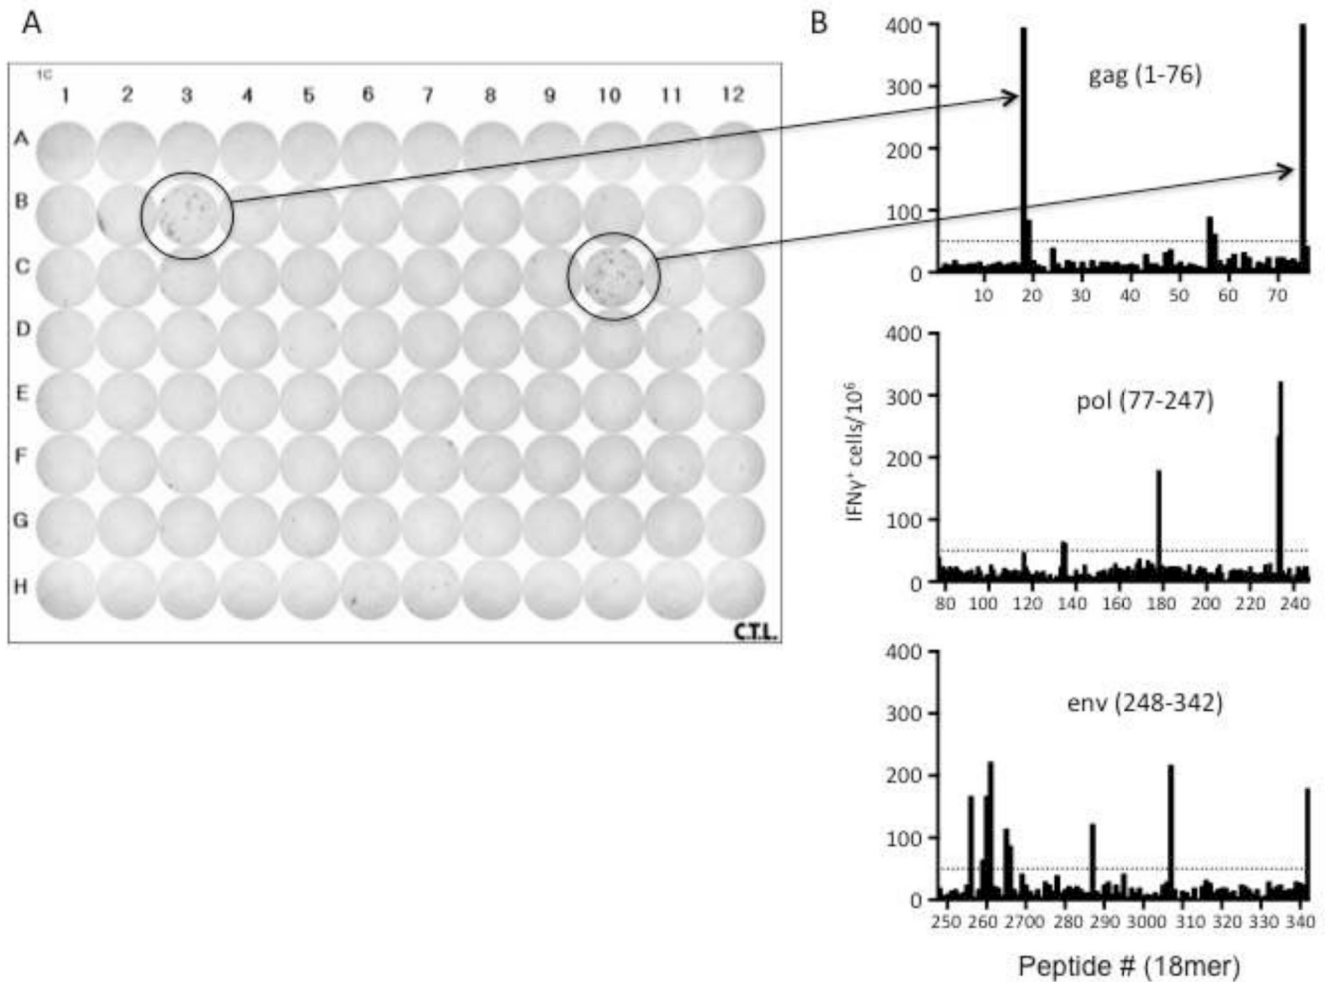 A
1C
1 2 3 4 5 6 7 8 9 10 11 12
A
B
C
D
E
F
G
H
C.T.L.
B
400
300
200
100
0
gag (1-76)
10 20 30 40 50 60 70
IFNγ⁺ cells/10⁶
400
300
200
100
0
pol (77-247)
80 100 120 140 160 180 200 220 240
400
300
200
100
0
env (248-342)
250 260 2700 280 290 3000 310 320 330 340
Peptide # (18mer)